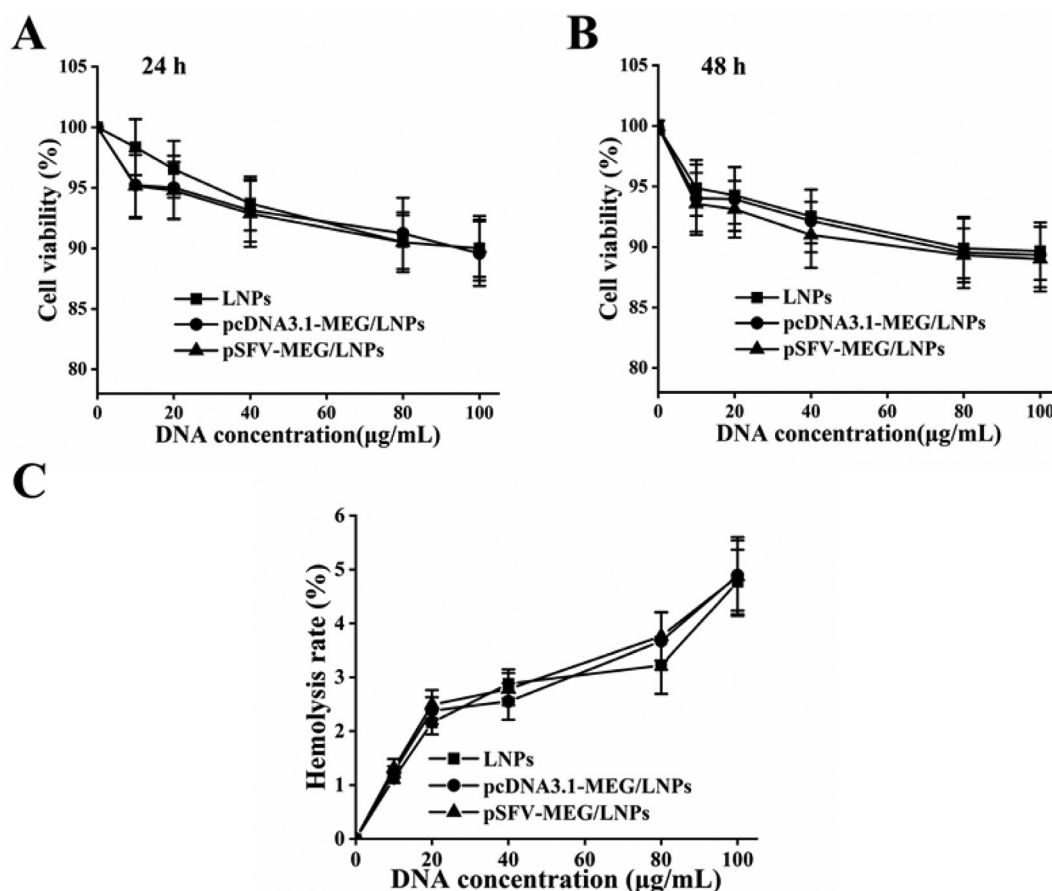 A
24 h
105
100
95
90
85
80
Cell viability (%)
LNPs
pcDNA3.1-MEG/LNPs
pSFV-MEG/LNPs
0 20 40 60 80 100
DNA concentration(μg/mL)
B
48 h
105
100
95
90
85
80
Cell viability (%)
LNPs
pcDNA3.1-MEG/LNPs
pSFV-MEG/LNPs
0 20 40 60 80 100
DNA concentration(μg/mL)
C
6
5
4
3
2
1
0
Hemolysis rate (%)
LNPs
pcDNA3.1-MEG/LNPs
pSFV-MEG/LNPs
0 20 40 60 80 100
DNA concentration (μg/mL)